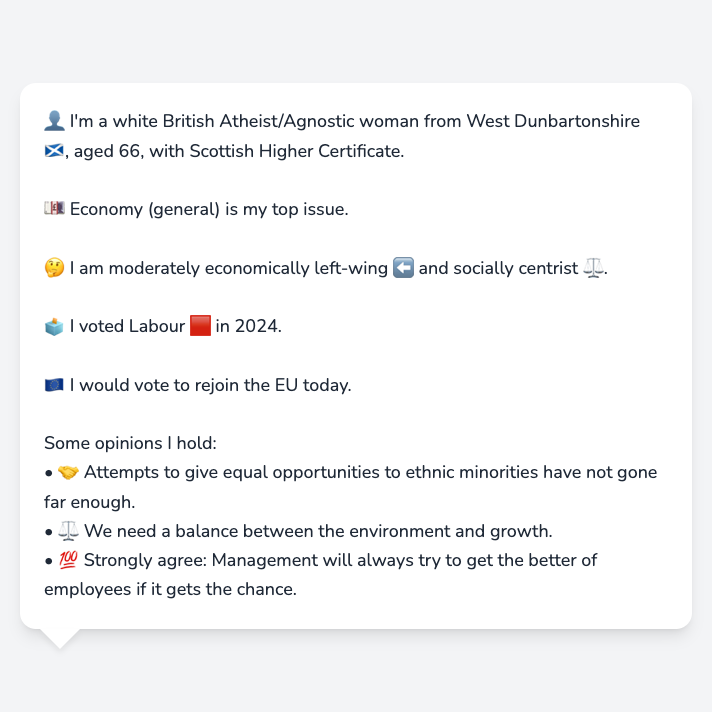 👤 I'm a white British Atheist/Agnostic woman from West Dunbartonshire
🏴󠁧󠁢󠁳󠁣󠁴󠁿, aged 66, with Scottish Higher Certificate.
💷 Economy (general) is my top issue.
🤔 I am moderately economically left-wing ⬅️ and socially centrist ⚖️.
🗳️ I voted Labour 🟥 in 2024.
🇪🇺 I would vote to rejoin the EU today.
Some opinions I hold:
• 🤝 Attempts to give equal opportunities to ethnic minorities have not gone
far enough.
• ⚖️ We need a balance between the environment and growth.
• 💯 Strongly agree: Management will always try to get the better of
employees if it gets the chance.